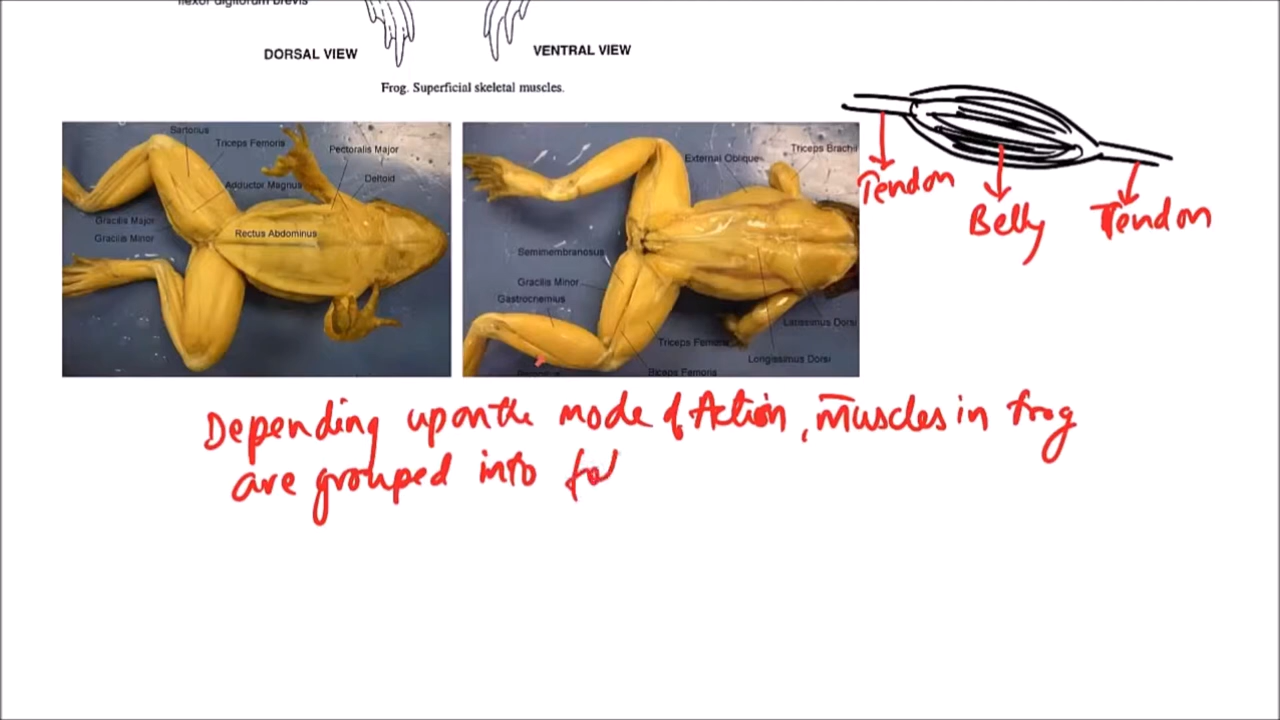 flexor digitorum brevis
DORSAL VIEW
VENTRAL VIEW
Frog. Superficial skeletal muscles.
Sartorius
Triceps Femoris
Pectoralis Major
Adductor Magnus
Deltoid
Gracilis Major
Gracilis Minor
Rectus Abdominus
External Oblique
Triceps Brachii
Semimembranosus
Gracilis Minor
Gastrocnemius
Latissimus Dorsi
Triceps Femoris
Longissimus Dorsi
Biceps Femoris
Tendon
Belly
Tendon
Depending upon the mode of Action, Muscles in frog
are grouped into fol